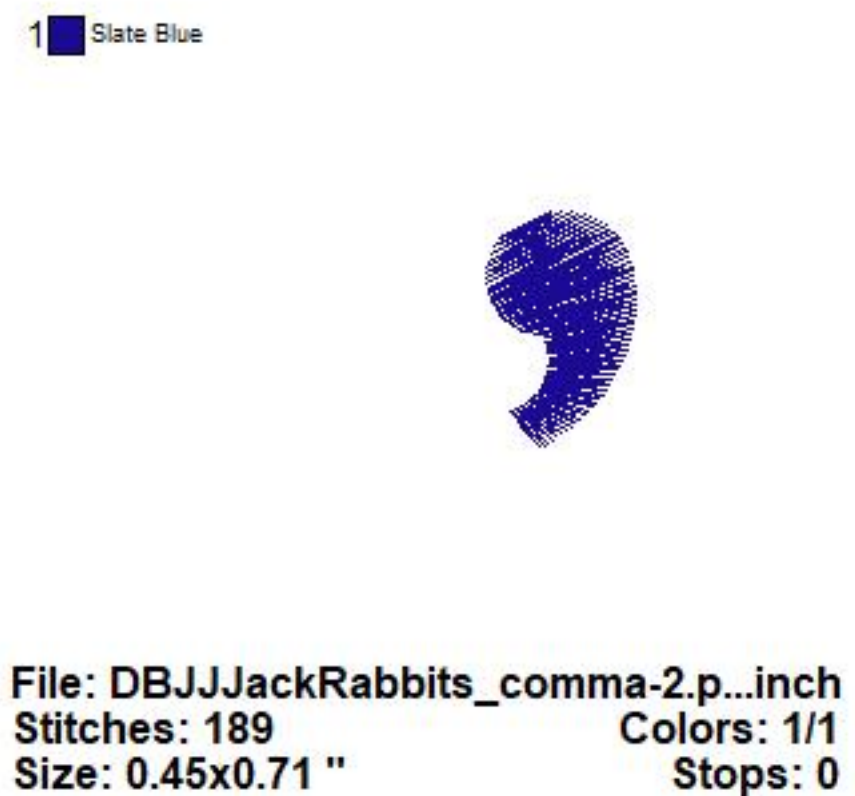 1 Slate Blue
,
File: DBJJJackRabbits_comma-2.p...inch
Stitches: 189 Colors: 1/1
Size: 0.45x0.71 " Stops: 0